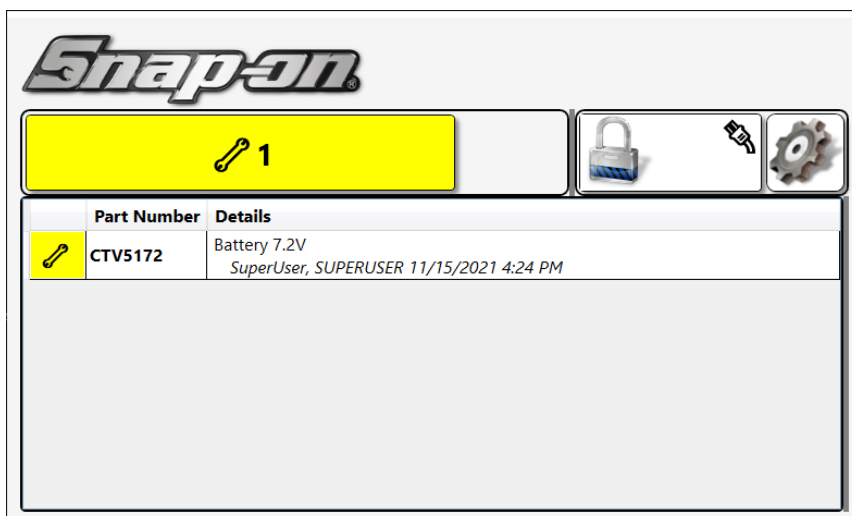 Snap-on®
1
Part Number Details
CTV5172
Battery 7.2V
SuperUser, SUPERUSER 11/15/2021 4:24 PM